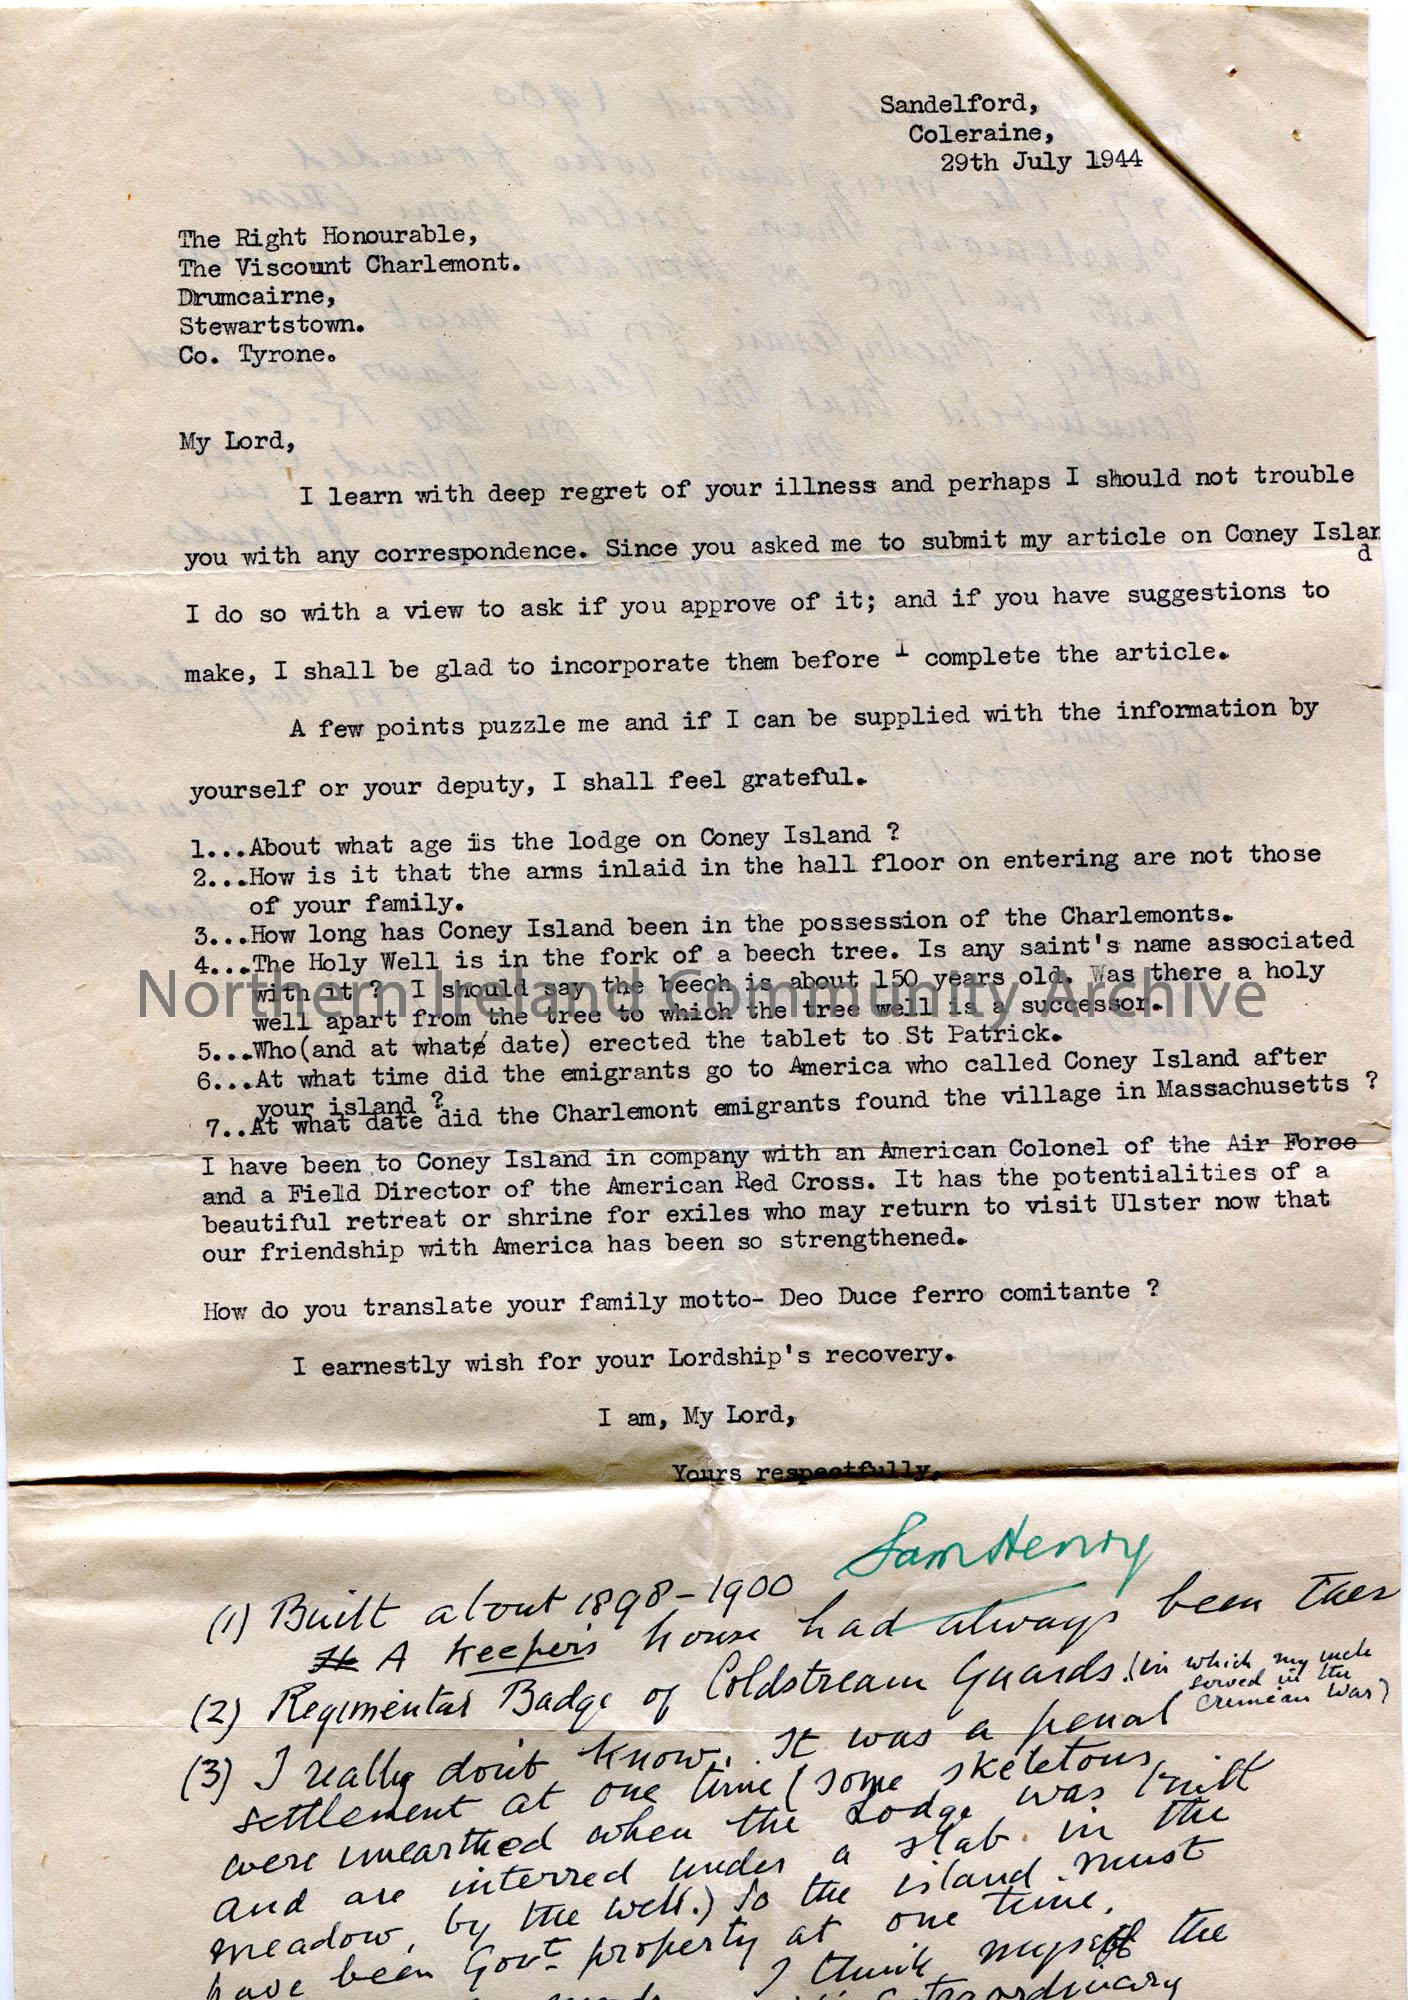 Sandelford,
Coleraine,
29th July 1944
The Right Honourable,
The Viscount Charlemont.
Drumcairne,
Stewartstown.
Co. Tyrone.
My Lord,
I learn with deep regret of your illness and perhaps I should not trouble
you with any correspondence. Since you asked me to submit my article on Coney Islan
d
I do so with a view to ask if you approve of it; and if you have suggestions to
make, I shall be glad to incorporate them before I complete the article.
A few points puzzle me and if I can be supplied with the information by
yourself or your deputy, I shall feel grateful.
1...About what age is the lodge on Coney Island ?
2...How is it that the arms inlaid in the hall floor on entering are not those
of your family.
3...How long has Coney Island been in the possession of the Charlemonts.
4...The Holy Well is in the fork of a beech tree. Is any saint's name associated
with it ? I should say the beech is about 150 years old. Was there a holy
well apart from the tree to which the tree well is a successor.
Northern Ireland Community Archive
5...Who(and at what date) erected the tablet to St Patrick.
6...At what time did the emigrants go to America who called Coney Island after
your island ?
7..At what date did the Charlemont emigrants found the village in Massachusetts ?
I have been to Coney Island in company with an American Colonel of the Air Force
and a Field Director of the American Red Cross. It has the potentialities of a
beautiful retreat or shrine for exiles who may return to visit Ulster now that
our friendship with America has been so strengthened.
How do you translate your family motto- Deo Duce ferro comitante ?
I earnestly wish for your Lordship's recovery.
I am, My Lord,
Yours respectfully,
Sam Henry
(1) Built about 1898-1900
A Keepers house had always been ther
(2) Regimental Badge of Coldstream Guards (in which my uncle
served in the
Crimean War)
(3) I really don't know. It was a penal
settlement at one time (some skeletons
were unearthed when the Lodge was built
and are interred under a slab in the
meadow, by the well.) So the island must
have been Govt property at one time.
I think myself the
extraordinary